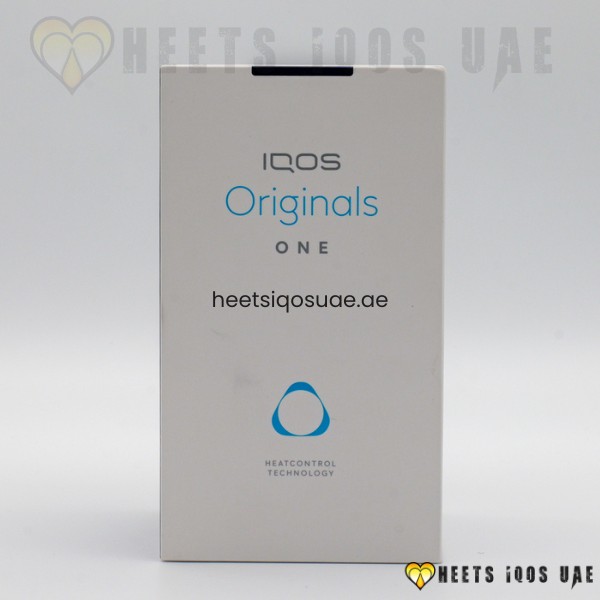 HEETS IQOS UAE
IQOS
Originals
ONE
heetsiqosuae.ae
HEATCONTROL
TECHNOLOGY
HEETS IQOS UAE